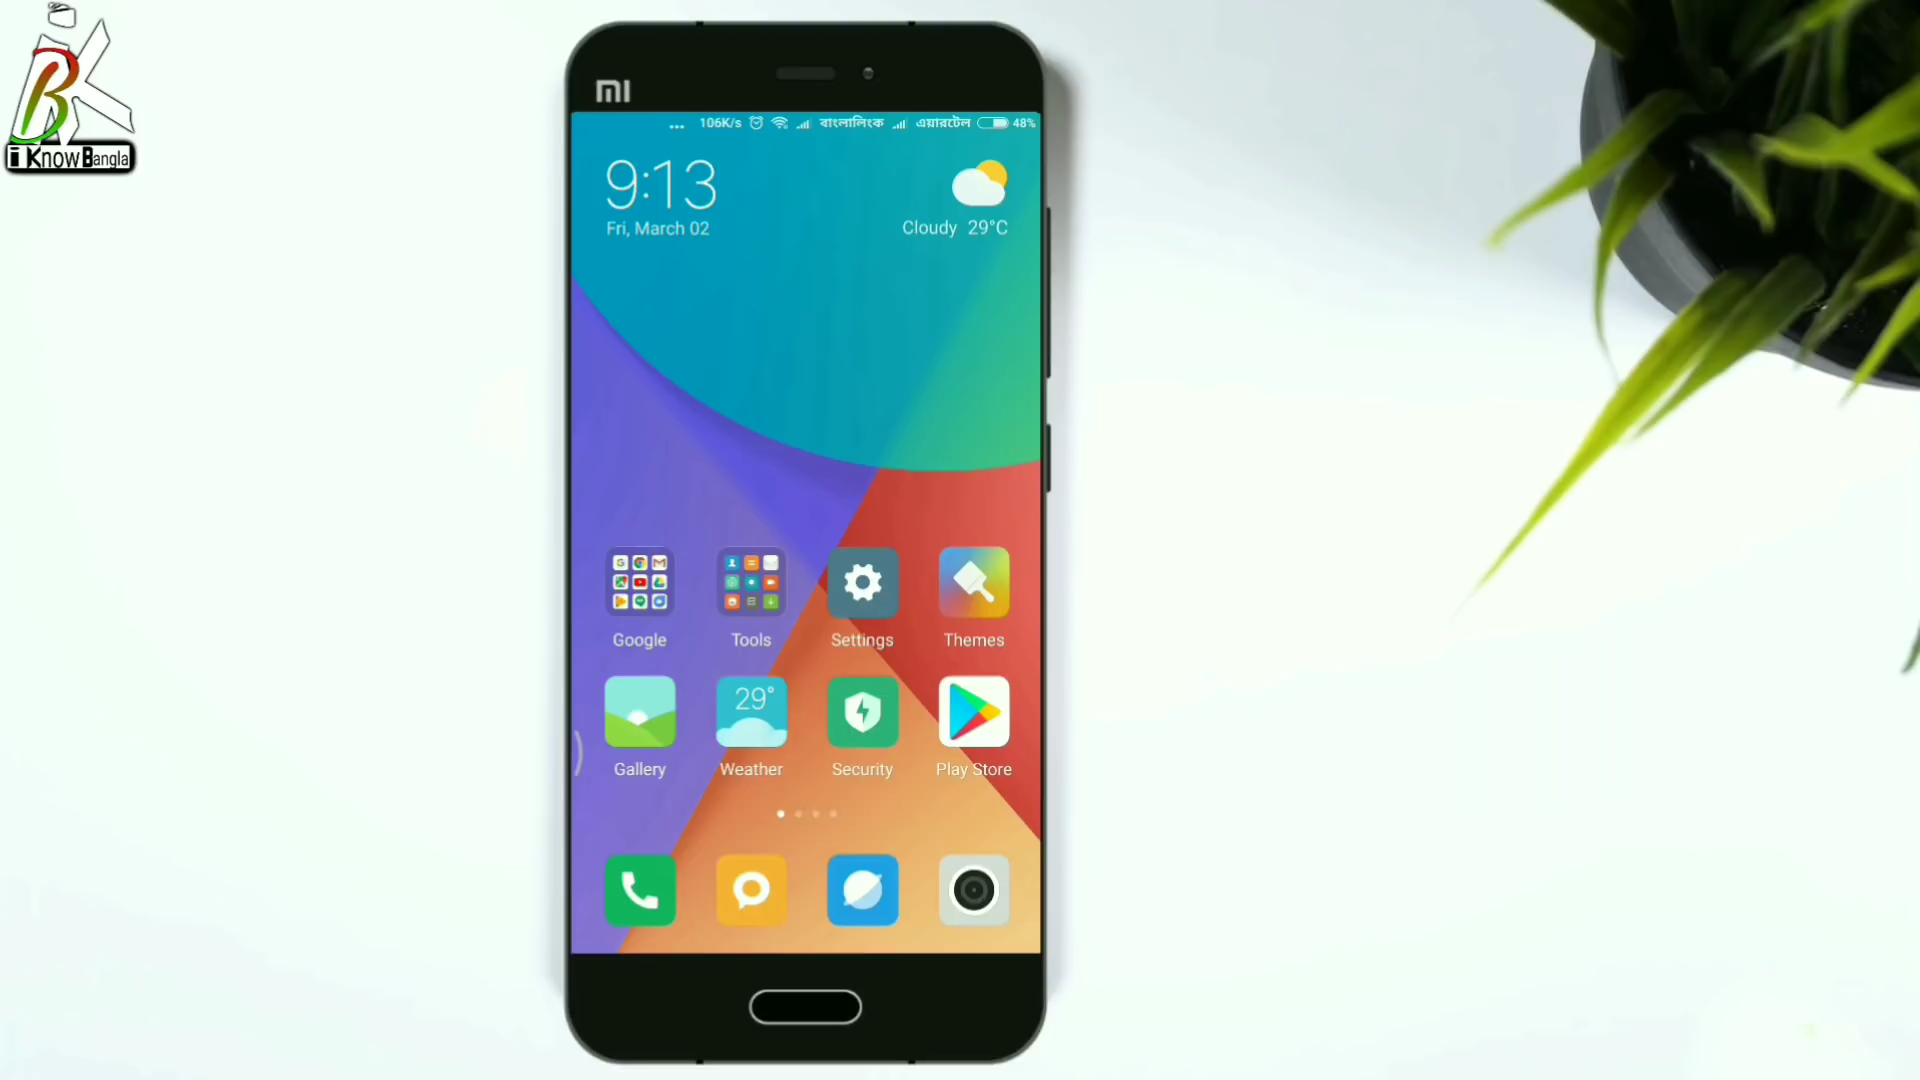 i Know Bangla
MI
... 106K/s বাংলালিংক এয়ারটেল 48%
9:13
Fri, March 02
Cloudy 29°C
Google Tools Settings Themes
29°
Gallery Weather Security Play Store